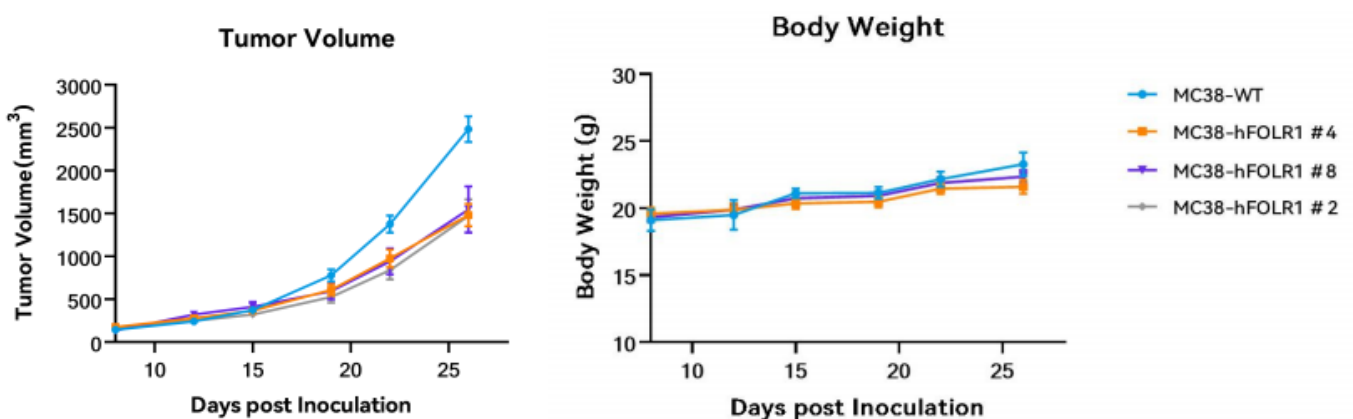 Tumor Volume
Tumor Volume(mm³)
3000
2500
2000
1500
1000
500
0
10 15 20 25
Days post Inoculation
Body Weight
Body Weight (g)
30
25
20
15
10
10 15 20 25
Days post Inoculation
MC38-WT
MC38-hFOLR1 #4
MC38-hFOLR1 #8
MC38-hFOLR1 #2